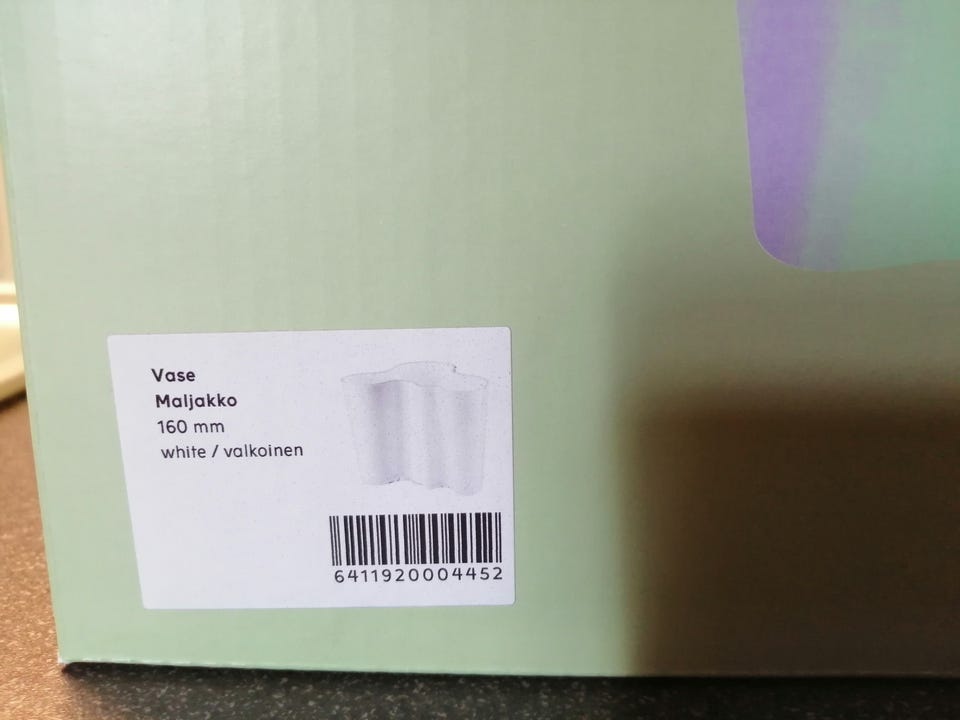 Vase
Maljakko
160 mm
white / valkoinen
6411920004452